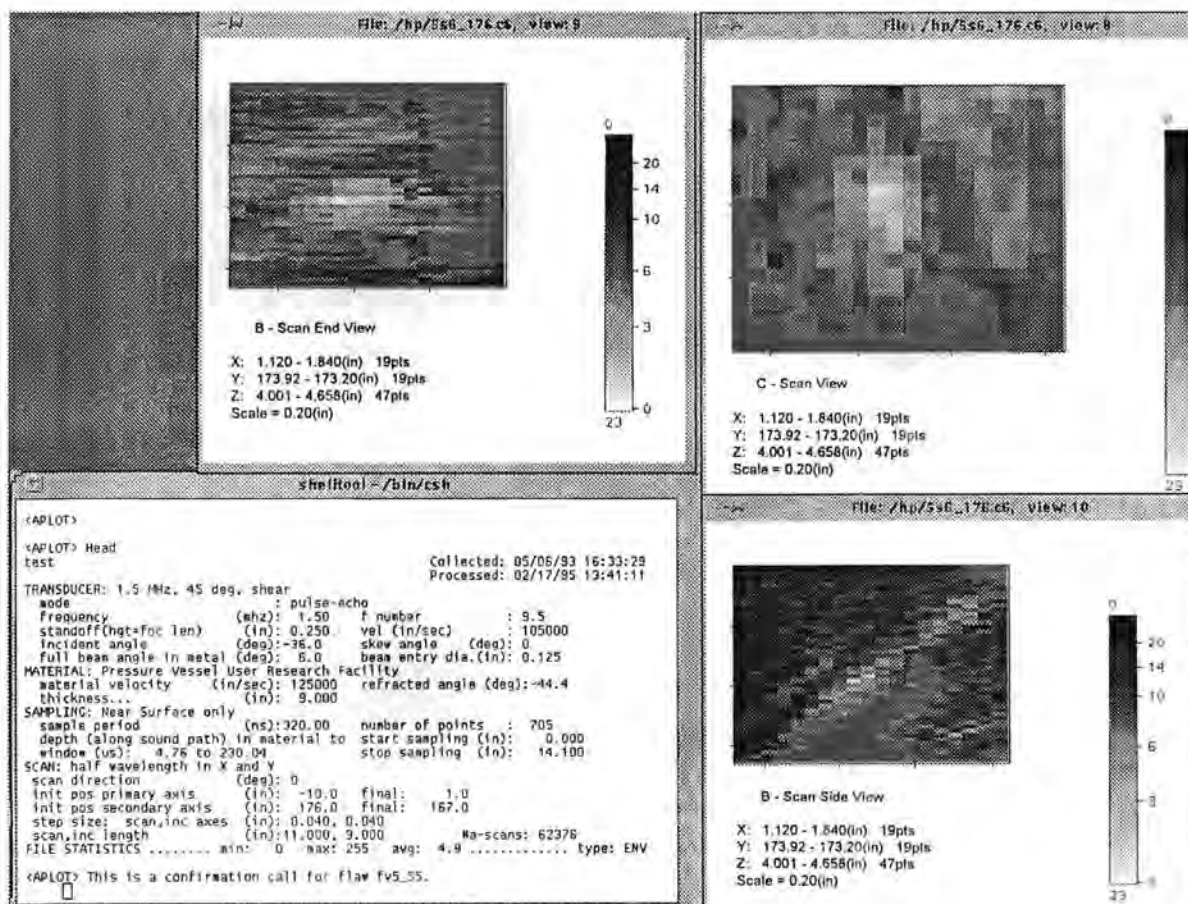 File: /hp/5s6_176.c6, view: 9
0
20
14
10
6
3
0
23
B - Scan End View
X: 1.120 - 1.840(in) 19pts
Y: 173.92 - 173.20(in) 19pts
Z: 4.001 - 4.658(in) 47pts
Scale = 0.20(in)
File: /hp/5s6_176.c6, view: 8
0
23
C - Scan View
X: 1.120 - 1.840(in) 19pts
Y: 173.92 - 173.20(in) 19pts
Z: 4.001 - 4.658(in) 47pts
Scale = 0.20(in)
shelltool - /bin/csh
<APLOT>
<APLOT> Head
test Collected: 05/06/93 16:33:29
Processed: 02/17/95 13:41:11
TRANSDUCER: 1.5 MHz, 45 deg, shear
mode : pulse-echo
frequency (mhz): 1.50 f number : 9.5
standoff(hgt=foc len) (in): 0.250 vel (in/sec) : 105000
incident angle (deg):-36.0 skew angle (deg): 0
full beam angle in metal (deg): 6.0 beam entry dia.(in): 0.125
MATERIAL: Pressure Vessel User Research Facility
material velocity (in/sec): 125000 refracted angle (deg):-44.4
thickness... (in): 9.000
SAMPLING: Near Surface only
sample period (ns):320.00 number of points : 705
depth (along sound path) in material to start sampling (in): 0.000
window (us): 4.76 to 230.04 stop sampling (in): 14.100
SCAN: half wavelength in X and Y
scan direction (deg): 0
init pos primary axis (in): -10.0 final: 1.0
init pos secondary axis (in): 176.0 final: 167.0
step size: scan,inc axes (in): 0.040, 0.040
scan,inc length (in):11.000, 9.000 #a-scans: 62376
FILE STATISTICS ........ min: 0 max: 255 avg: 4.9 ............ type: ENV
<APLOT> This is a confirmation call for flaw fv5_55.
File: /hp/5s6_176.c6, view: 10
0
20
14
10
6
3
0
23
B - Scan Side View
X: 1.120 - 1.840(in) 19pts
Y: 173.92 - 173.20(in) 19pts
Z: 4.001 - 4.658(in) 47pts
Scale = 0.20(in)